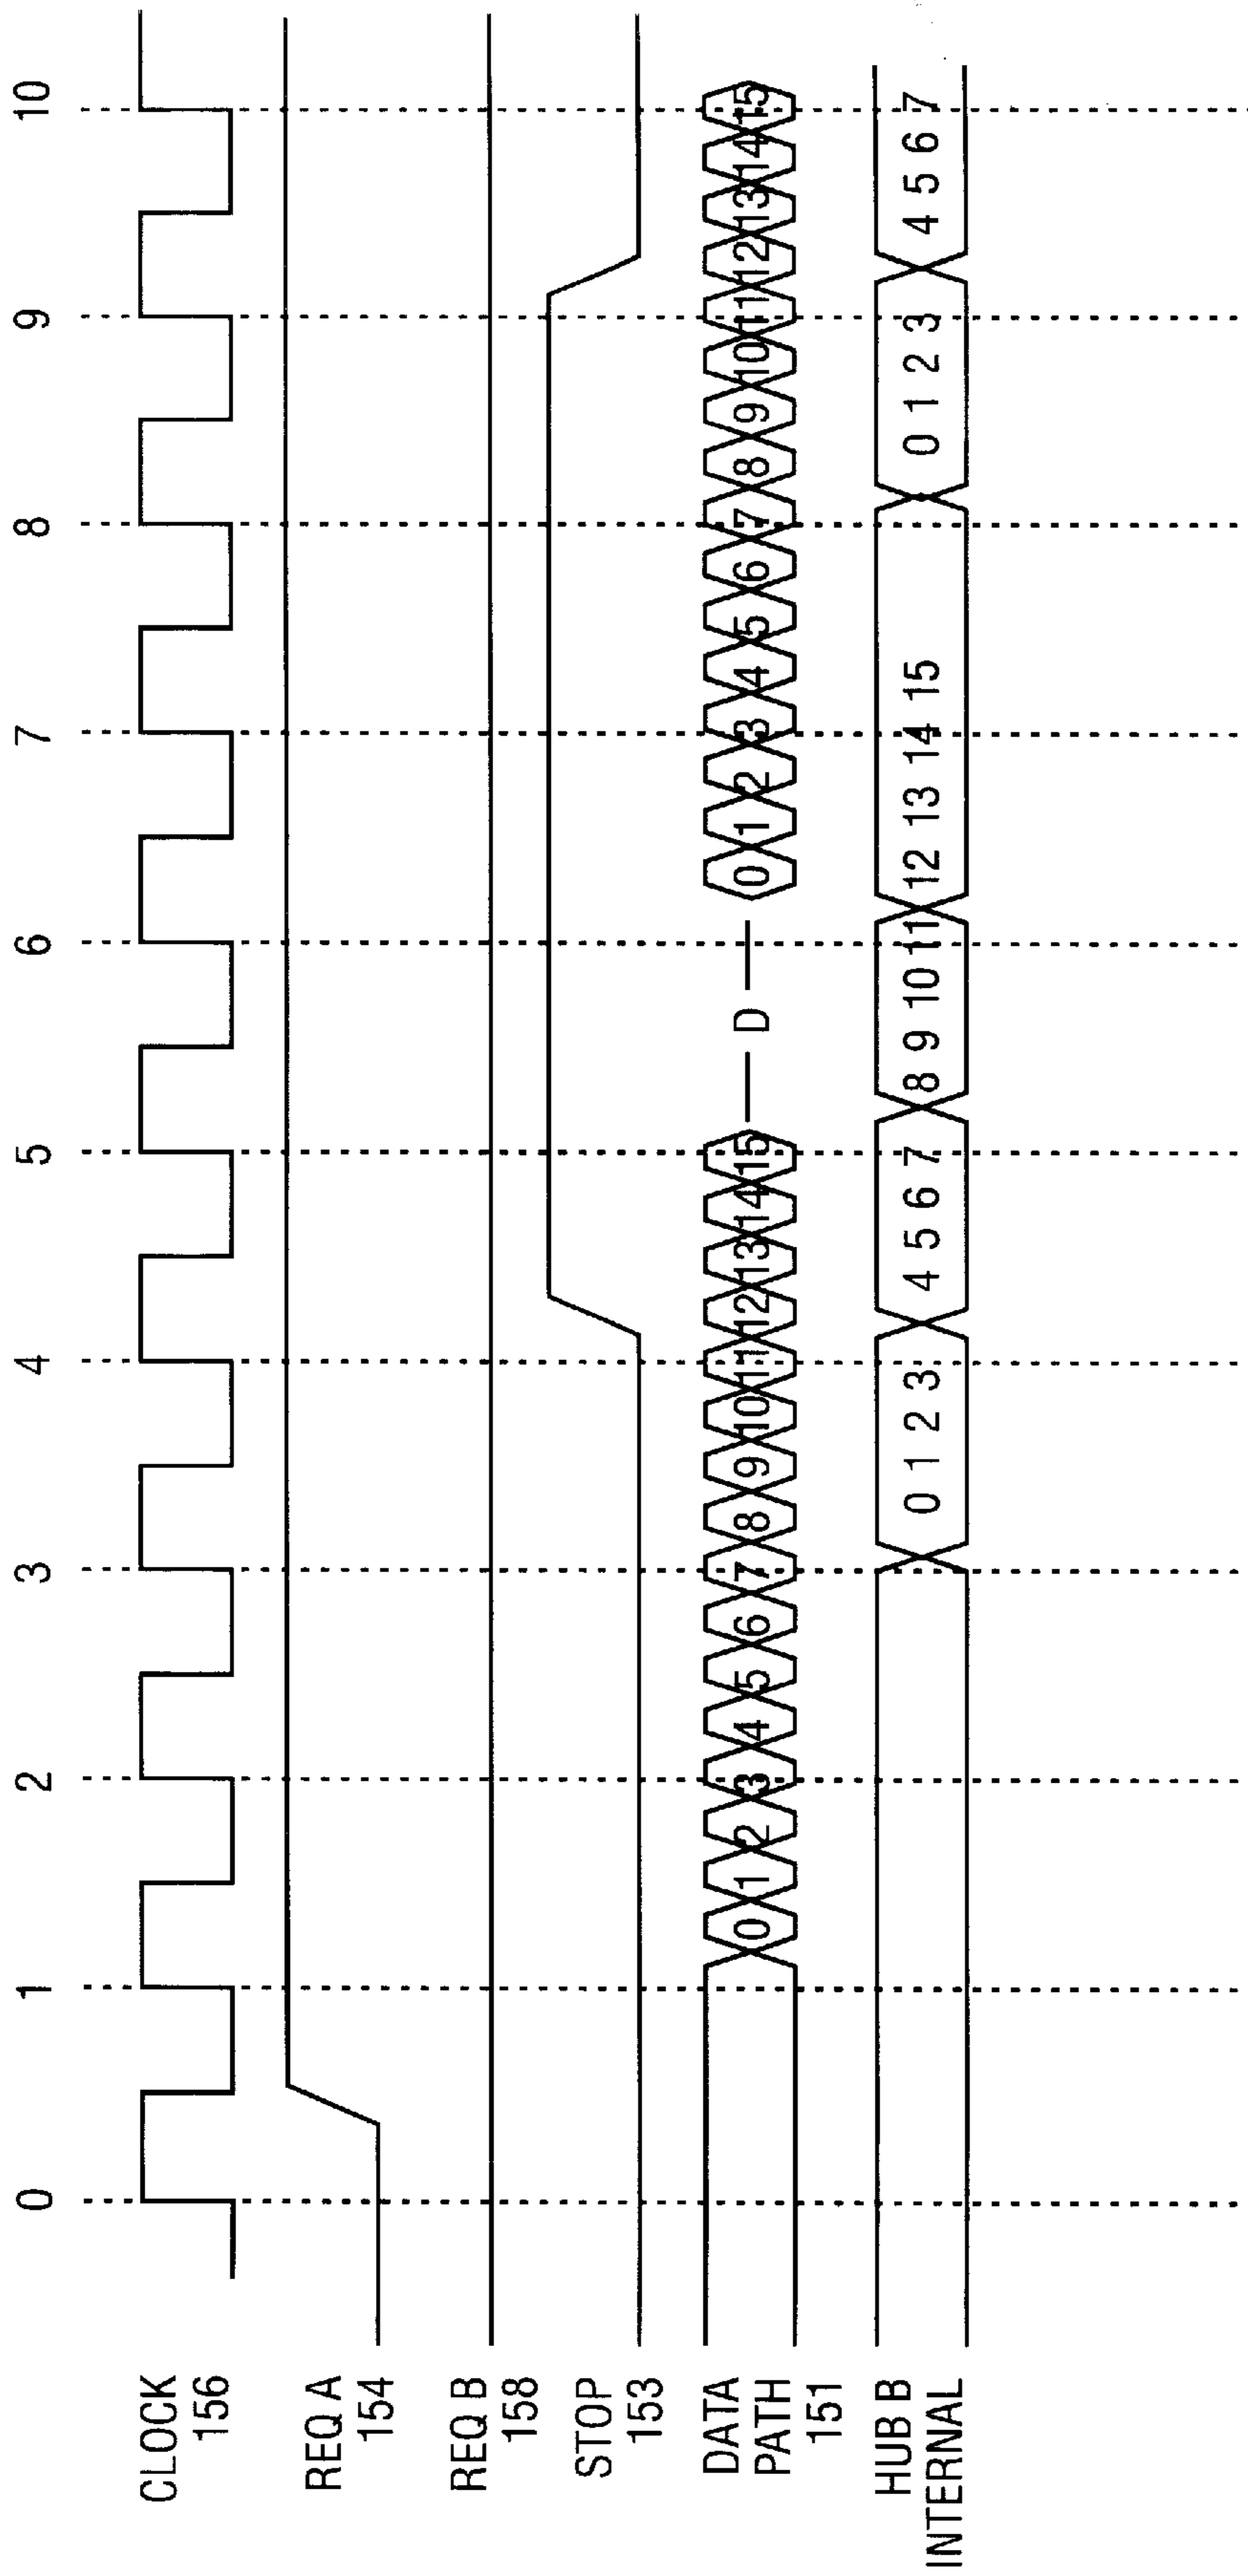 0 1 2 3 4 5 6 7 8 9 10
CLOCK
156
REQ A
154
REQ B
158
STOP
153
DATA
PATH
151
0 1 2 3 4 5 6 7 8 9 10 11 12 13 14 15 D 0 1 2 3 4 5 6 7 8 9 10 11 12 13 14 15
HUB B
INTERNAL
0 1 2 3 4 5 6 7 8 9 10 11 12 13 14 15 0 1 2 3 4 5 6 7